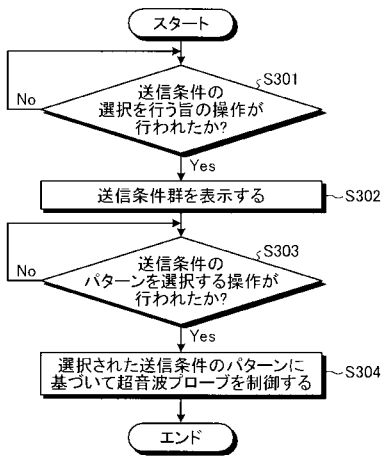 スタート
S301
送信条件の
選択を行う旨の操作が
行われたか?
No
Yes
送信条件群を表示する
S302
S303
送信条件の
パターンを選択する操作が
行われたか?
No
Yes
選択された送信条件のパターンに
基づいて超音波プローブを制御する
S304
エンド